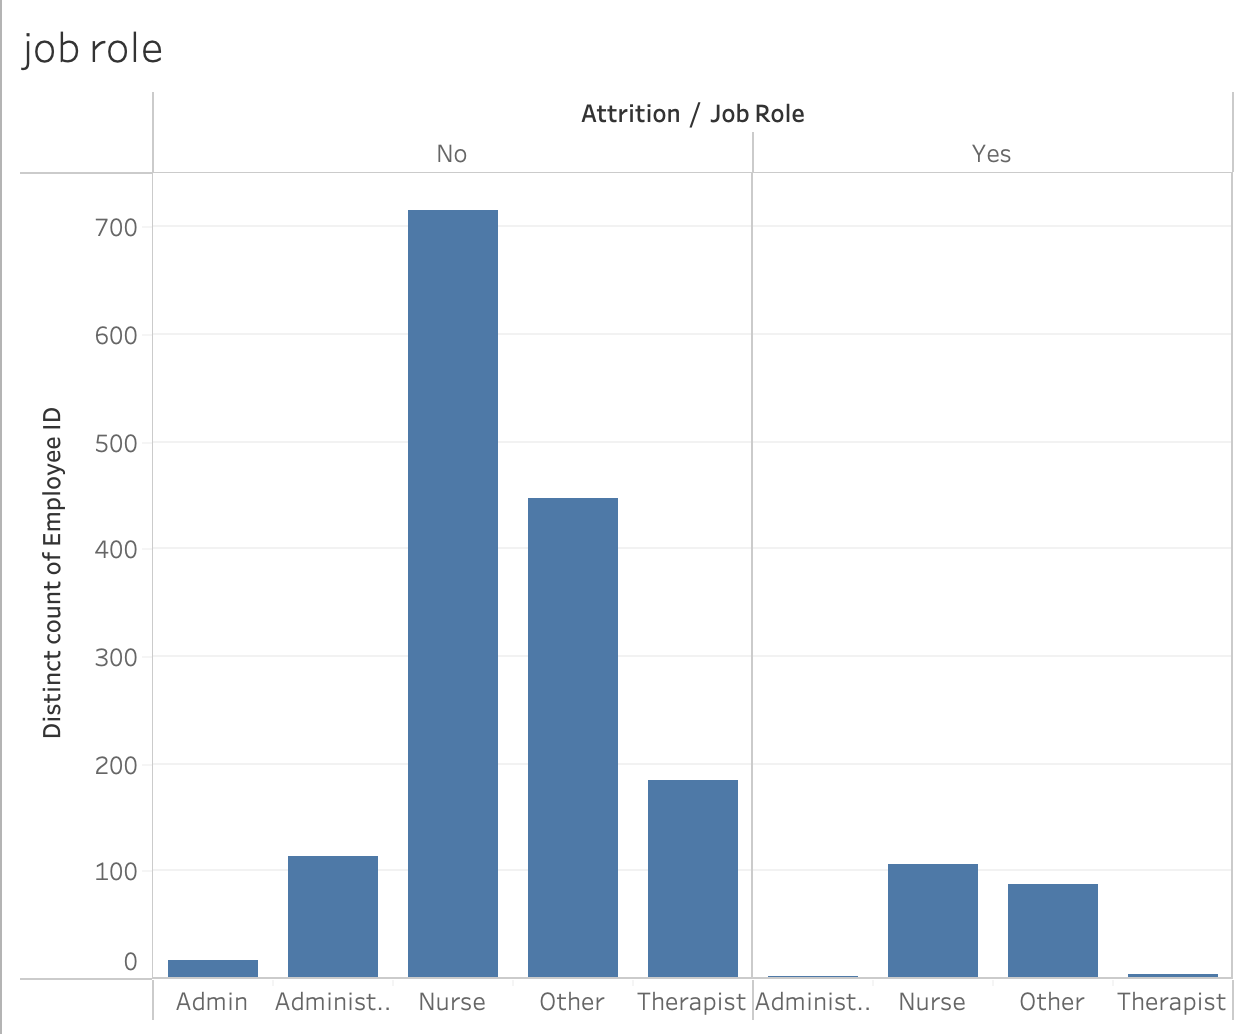 job role
Attrition / Job Role
No Yes
700
600
500
400
300
200
100
0
Distinct count of Employee ID
Admin Administ.. Nurse Other Therapist Administ.. Nurse Other Therapist